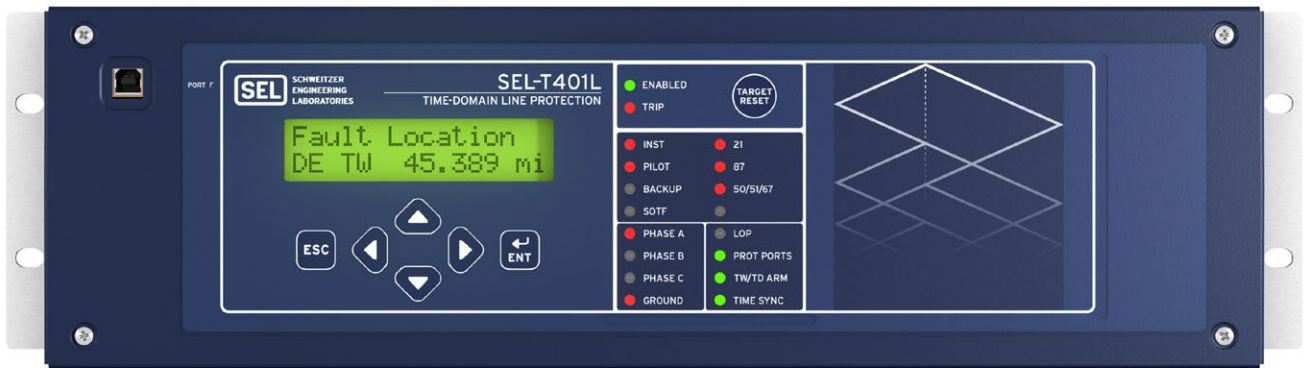 PORT F
SEL
SCHWEITZER
ENGINEERING
LABORATORIES
SEL-T401L
TIME-DOMAIN LINE PROTECTION
Fault Location
DE TW 45.389 mi
ESC
ENT
ENABLED
TRIP
TARGET
RESET
INST
PILOT
BACKUP
SOTF
21
87
50/51/67
PHASE A
PHASE B
PHASE C
GROUND
LOP
PROT PORTS
TW/TD ARM
TIME SYNC